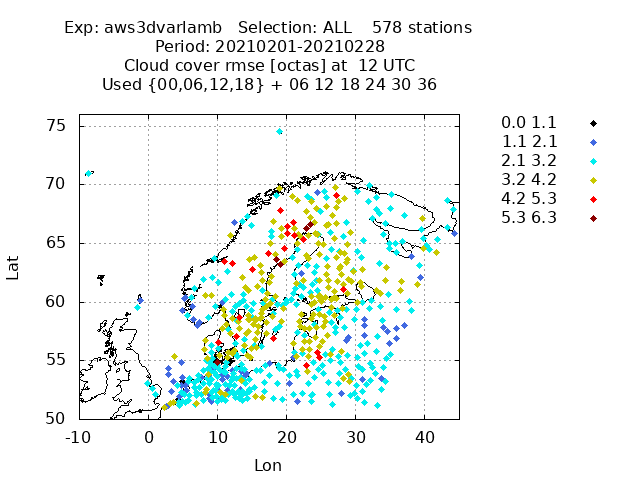 Exp: aws3dvarlamb   Selection: ALL    578 stations
Period: 20210201-20210228
Cloud cover rmse [octas] at  12 UTC
Used {00,06,12,18} + 06 12 18 24 30 36
75
70
65
60
55
50
-10 0 10 20 30 40
Lat
Lon
0.0 1.1
1.1 2.1
2.1 3.2
3.2 4.2
4.2 5.3
5.3 6.3